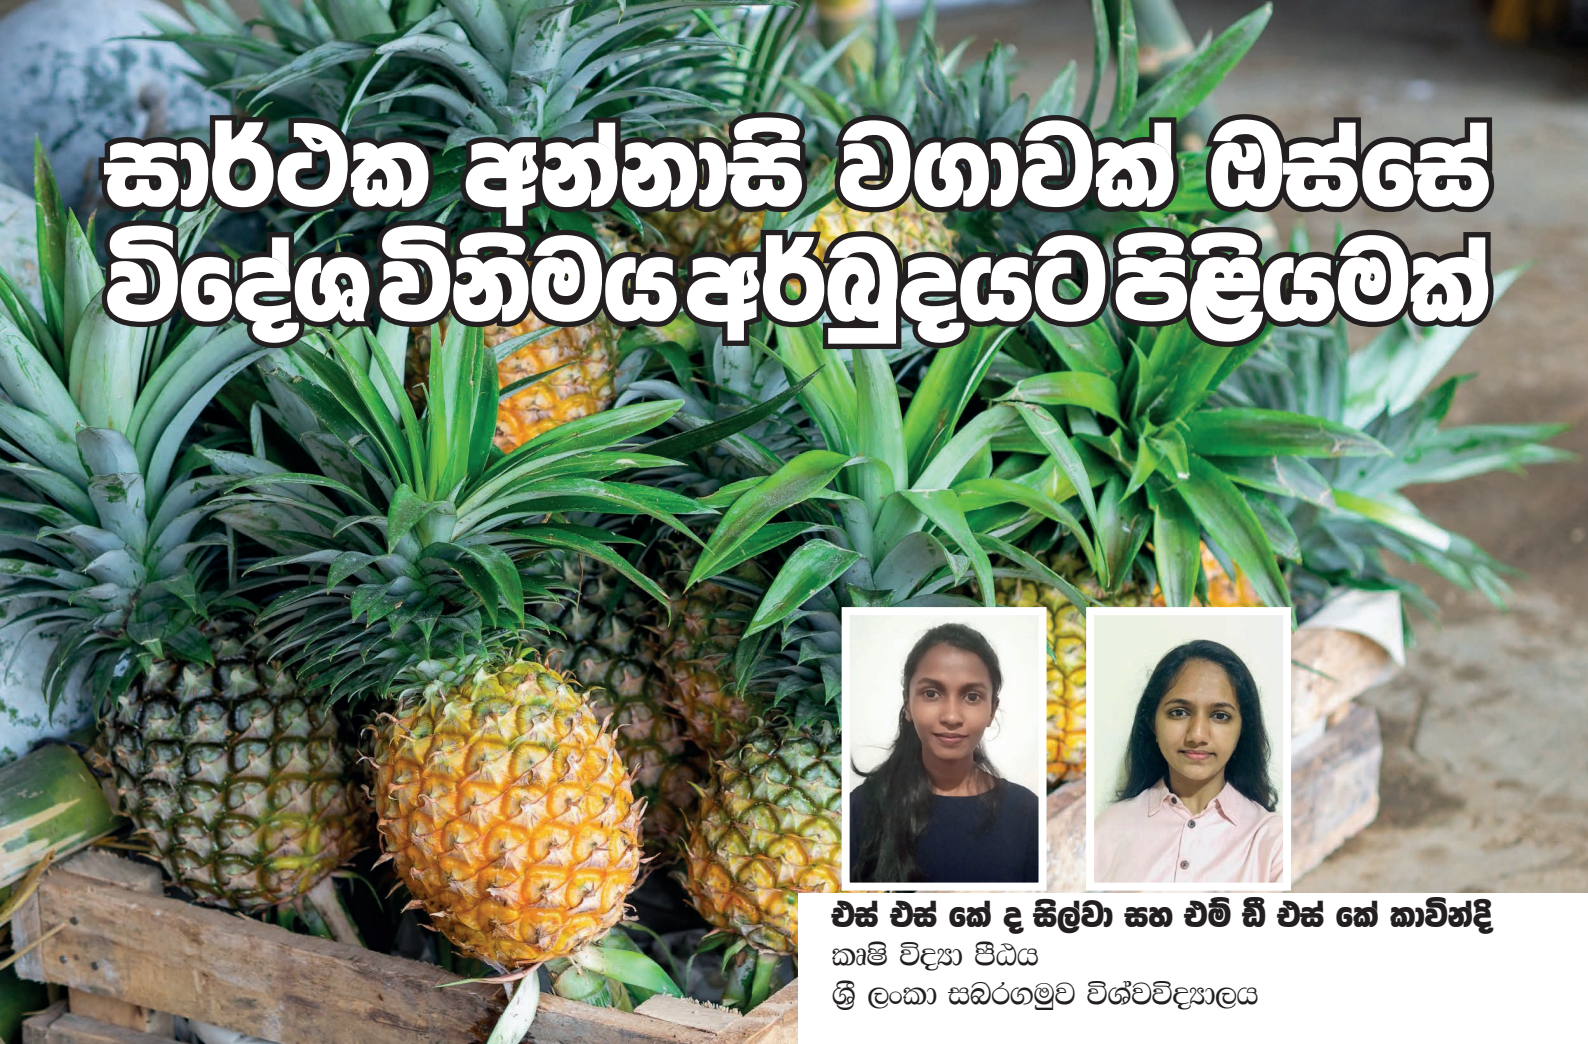 සාර්ථක අන්නාසි වගාවක් ඔස්සේ
විදේශ විනිමය අර්බුදයට පිළියමක්
එස් එස් කේ ද සිල්වා සහ එම් ඩී එස් කේ කාවින්දි
කෘෂි විද්‍යා පීඨය
ශ්‍රී ලංකා සබරගමුව විශ්වවිද්‍යාලය